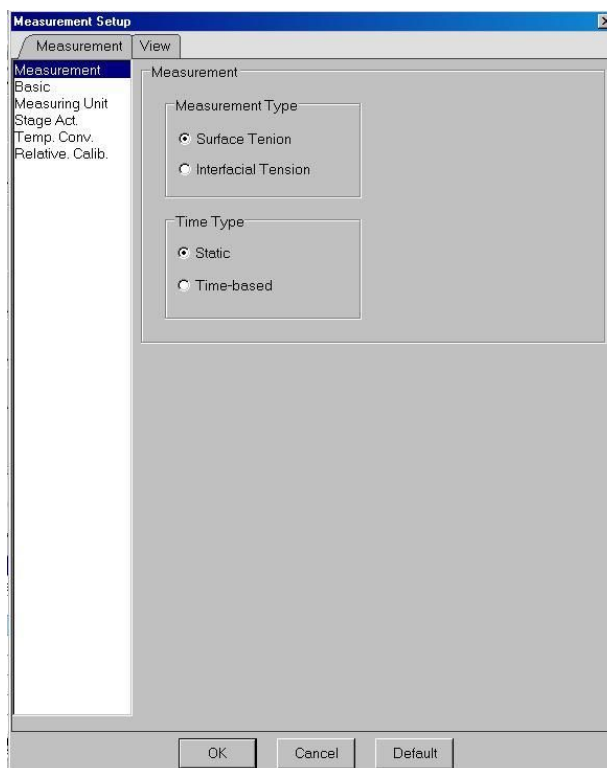 Measurement Setup
Measurement View
Measurement
Basic
Measuring Unit
Stage Act.
Temp. Conv.
Relative. Calib.
Measurement
Measurement Type
Surface Tenion
Interfacial Tension
Time Type
Static
Time-based
OK Cancel Default